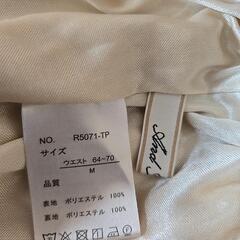 NO. R5071-TP
サイズ
ウエスト 64~70
M
品質
表地 ポリエステル 100%
裏地 ポリエステル 100%